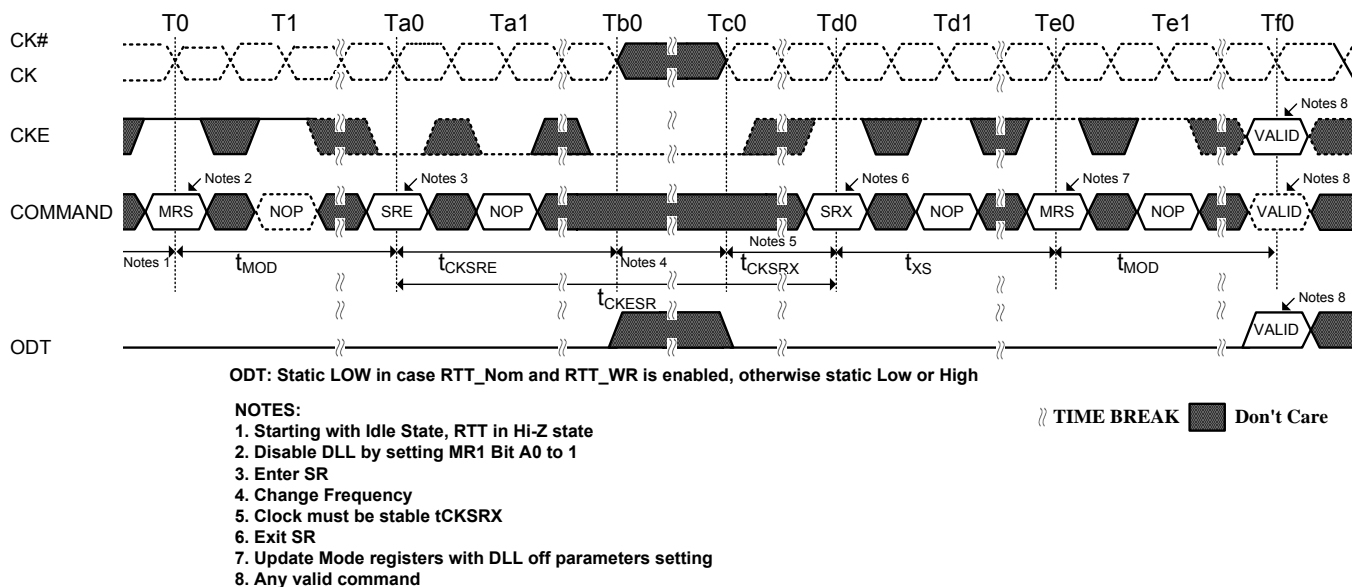 T0 T1 Ta0 Ta1 Tb0 Tc0 Td0 Td1 Te0 Te1 Tf0
CK#
CK
Notes 8
CKE
VALID
Notes 2 Notes 3 Notes 6 Notes 7 Notes 8
COMMAND MRS NOP SRE NOP SRX NOP MRS NOP VALID
Notes 1 tMOD tCKSRE Notes 4 Notes 5 tCKSRX tXS tMOD
tCKESR
Notes 8
ODT VALID
ODT: Static LOW in case RTT_Nom and RTT_WR is enabled, otherwise static Low or High
NOTES:
1. Starting with Idle State, RTT in Hi-Z state
2. Disable DLL by setting MR1 Bit A0 to 1
3. Enter SR
4. Change Frequency
5. Clock must be stable tCKSRX
6. Exit SR
7. Update Mode registers with DLL off parameters setting
8. Any valid command
TIME BREAK Don't Care